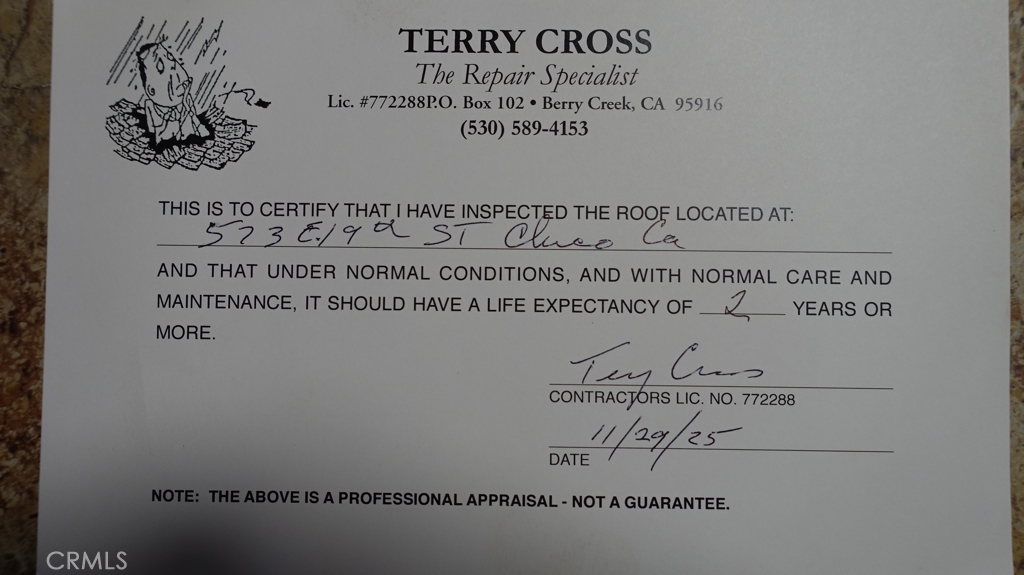 TERRY CROSS
The Repair Specialist
Lic. #772288P.O. Box 102 • Berry Creek, CA 95916
(530) 589-4153
THIS IS TO CERTIFY THAT I HAVE INSPECTED THE ROOF LOCATED AT:
573 E. 19th ST Chico Ca
AND THAT UNDER NORMAL CONDITIONS, AND WITH NORMAL CARE AND
MAINTENANCE, IT SHOULD HAVE A LIFE EXPECTANCY OF 2 YEARS OR
MORE.
Terry Cross
CONTRACTORS LIC. NO. 772288
11/29/25
DATE
NOTE: THE ABOVE IS A PROFESSIONAL APPRAISAL - NOT A GUARANTEE.
CRMLS